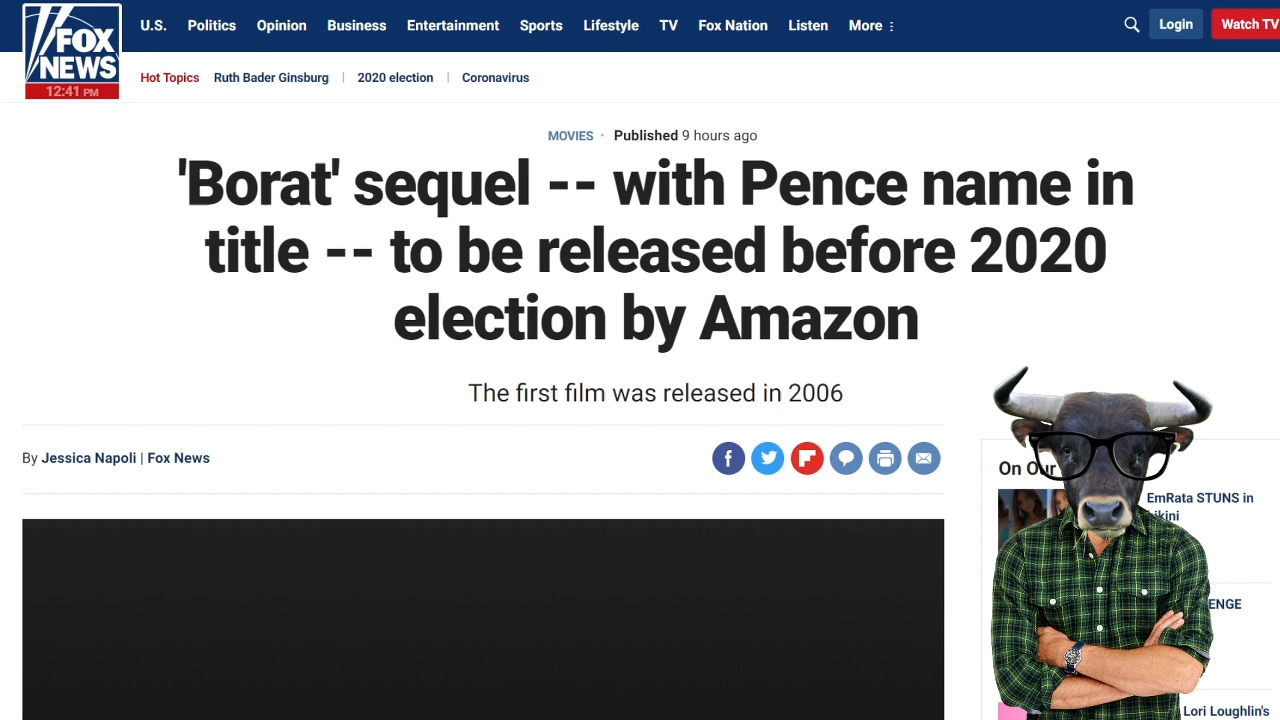 FOX
NEWS
12:41 PM
U.S. Politics Opinion Business Entertainment Sports Lifestyle TV Fox Nation Listen More
Login
Watch TV
Hot Topics Ruth Bader Ginsburg | 2020 election | Coronavirus
MOVIES · Published 9 hours ago
'Borat' sequel -- with Pence name in
title -- to be released before 2020
election by Amazon
The first film was released in 2006
By Jessica Napoli | Fox News
On Our
EmRata STUNS in
bikini
ENGE
Lori Loughlin's